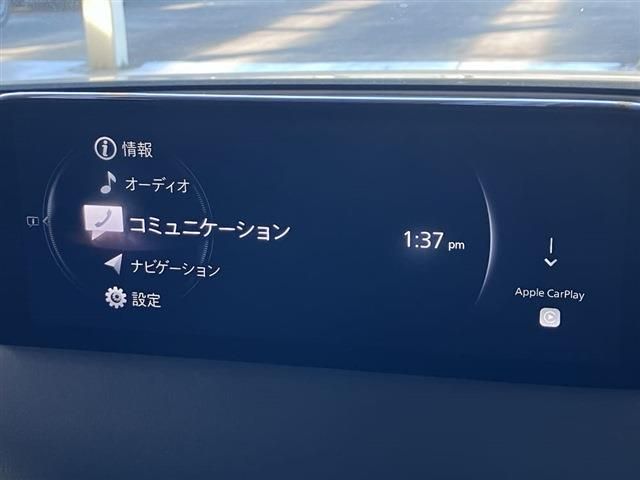 情報
オーディオ
コミュニケーション
ナビゲーション
設定
1:37 pm
Apple CarPlay